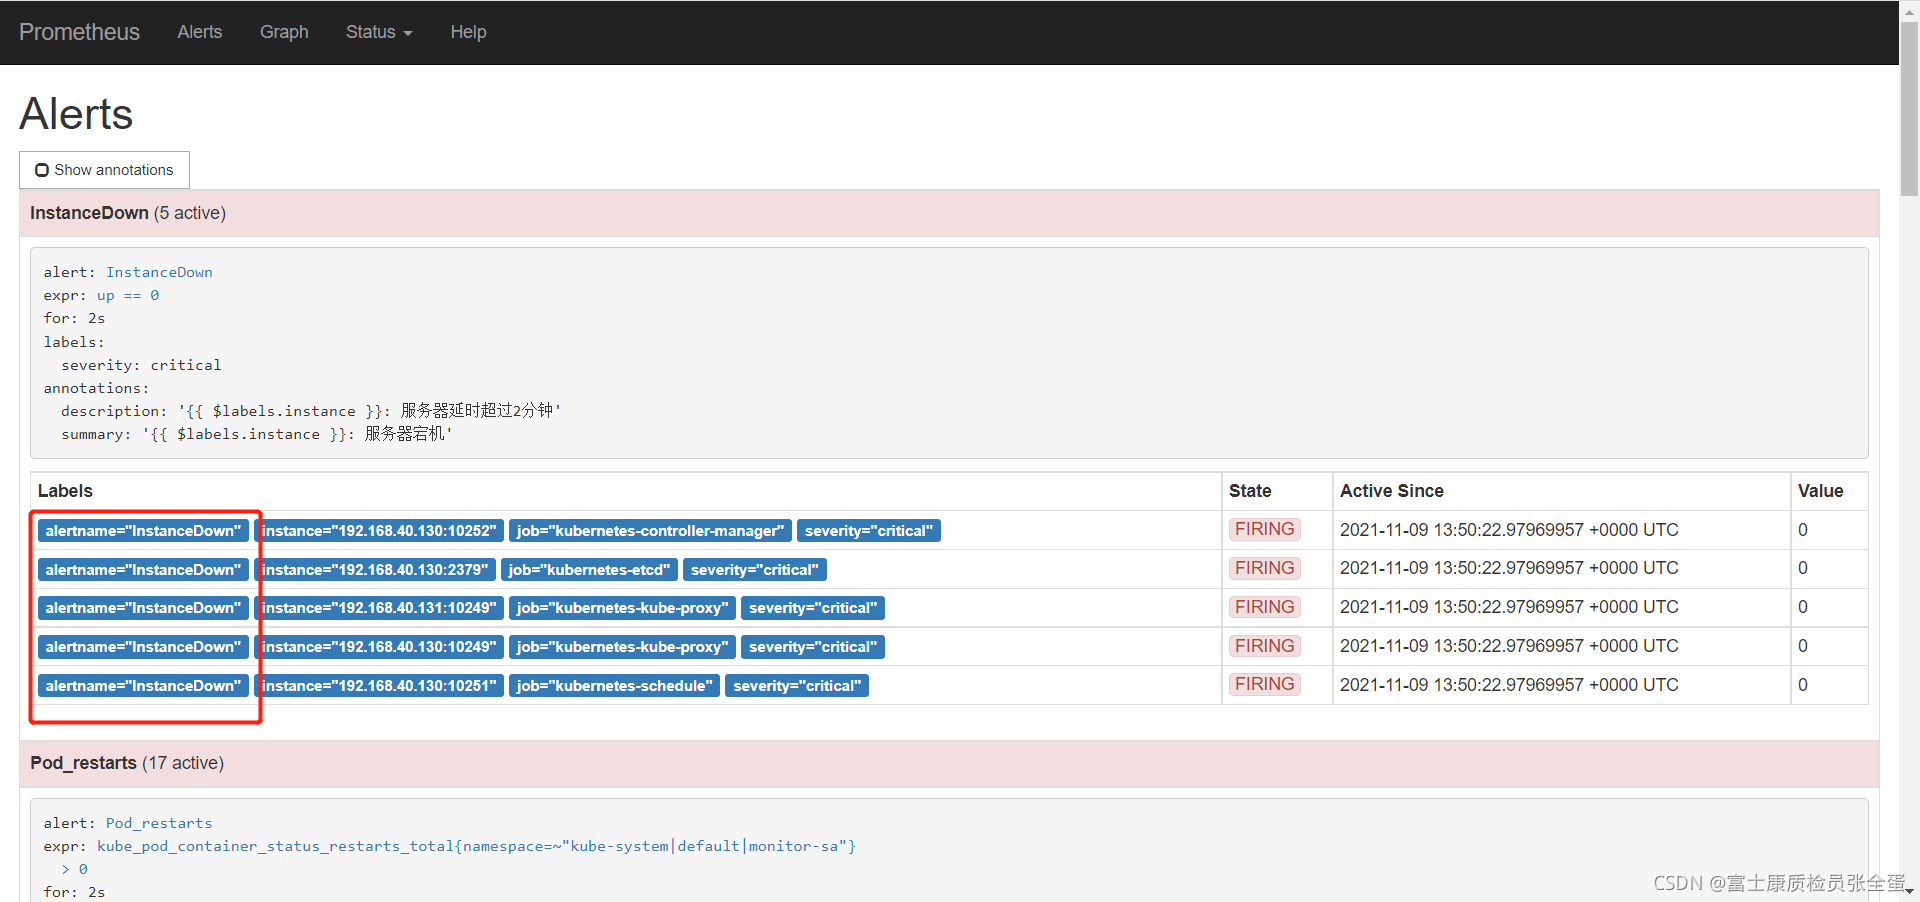 Prometheus Alerts Graph Status Help
Alerts
Show annotations
InstanceDown (5 active)
alert: InstanceDown
expr: up == 0
for: 2s
labels:
severity: critical
annotations:
description: '{{ $labels.instance }}: 服务器延时超过2分钟'
summary: '{{ $labels.instance }}: 服务器宕机'
Labels State Active Since Value
alertname="InstanceDown" instance="192.168.40.130:10252" job="kubernetes-controller-manager" severity="critical" FIRING 2021-11-09 13:50:22.97969957 +0000 UTC 0
alertname="InstanceDown" instance="192.168.40.130:2379" job="kubernetes-etcd" severity="critical" FIRING 2021-11-09 13:50:22.97969957 +0000 UTC 0
alertname="InstanceDown" instance="192.168.40.131:10249" job="kubernetes-kube-proxy" severity="critical" FIRING 2021-11-09 13:50:22.97969957 +0000 UTC 0
alertname="InstanceDown" instance="192.168.40.130:10249" job="kubernetes-kube-proxy" severity="critical" FIRING 2021-11-09 13:50:22.97969957 +0000 UTC 0
alertname="InstanceDown" instance="192.168.40.130:10251" job="kubernetes-schedule" severity="critical" FIRING 2021-11-09 13:50:22.97969957 +0000 UTC 0
Pod_restarts (17 active)
alert: Pod_restarts
expr: kube_pod_container_status_restarts_total{namespace=~"kube-system|default|monitor-sa"}
> 0
for: 2s
CSDN @富士康质检员张全蛋